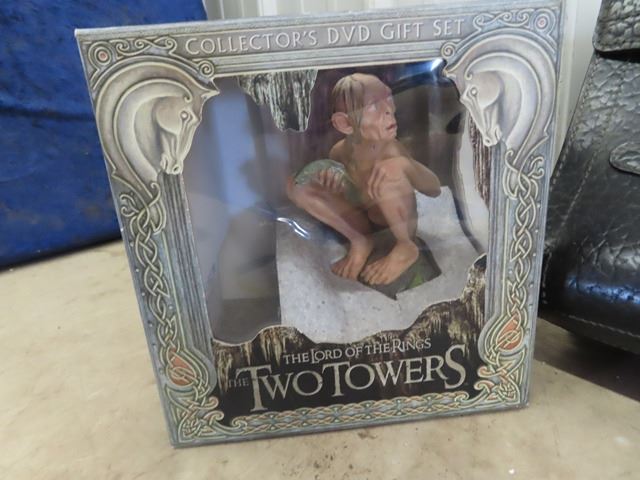 COLLECTOR'S DVD GIFT SET
THE LORD OF THE RINGS
THE TWO TOWERS